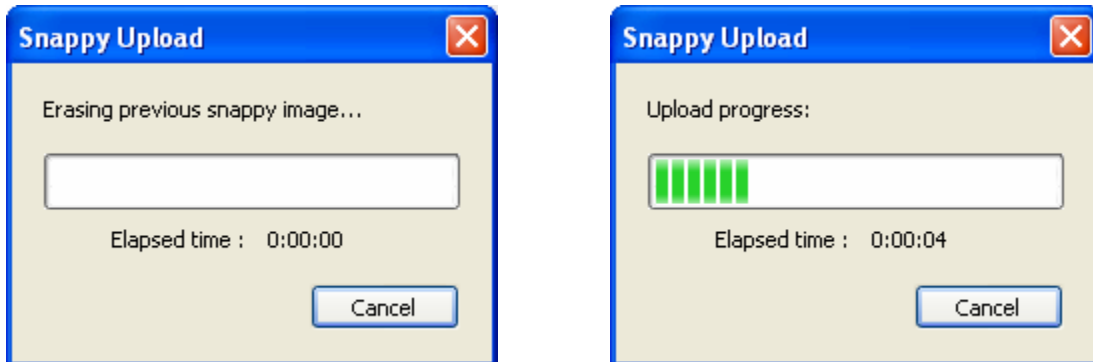 Snappy Upload
Erasing previous snappy image...
Elapsed time : 0:00:00
Cancel
Snappy Upload
Upload progress:
Elapsed time : 0:00:04
Cancel